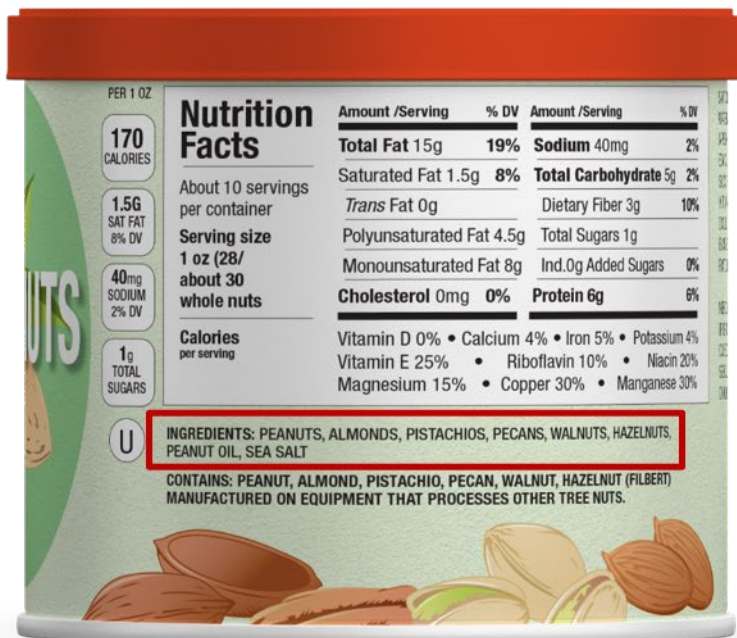 PER 1 OZ
170
CALORIES
1.5G
SAT FAT
8% DV
40mg
SODIUM
2% DV
1g
TOTAL
SUGARS
U
UTS
Nutrition
Facts
About 10 servings
per container
Serving size
1 oz (28/
about 30
whole nuts
Calories
per serving
Amount /Serving % DV
Total Fat 15g 19%
Saturated Fat 1.5g 8%
Trans Fat 0g
Polyunsaturated Fat 4.5g
Monounsaturated Fat 8g
Cholesterol 0mg 0%
Amount /Serving % DV
Sodium 40mg 2%
Total Carbohydrate 5g 2%
Dietary Fiber 3g 10%
Total Sugars 1g
Ind.0g Added Sugars 0%
Protein 6g 6%
Vitamin D 0% • Calcium 4% • Iron 5% • Potassium 4%
Vitamin E 25% • Riboflavin 10% • Niacin 20%
Magnesium 15% • Copper 30% • Manganese 30%
INGREDIENTS: PEANUTS, ALMONDS, PISTACHIOS, PECANS, WALNUTS, HAZELNUTS,
PEANUT OIL, SEA SALT
CONTAINS: PEANUT, ALMOND, PISTACHIO, PECAN, WALNUT, HAZELNUT (FILBERT)
MANUFACTURED ON EQUIPMENT THAT PROCESSES OTHER TREE NUTS.